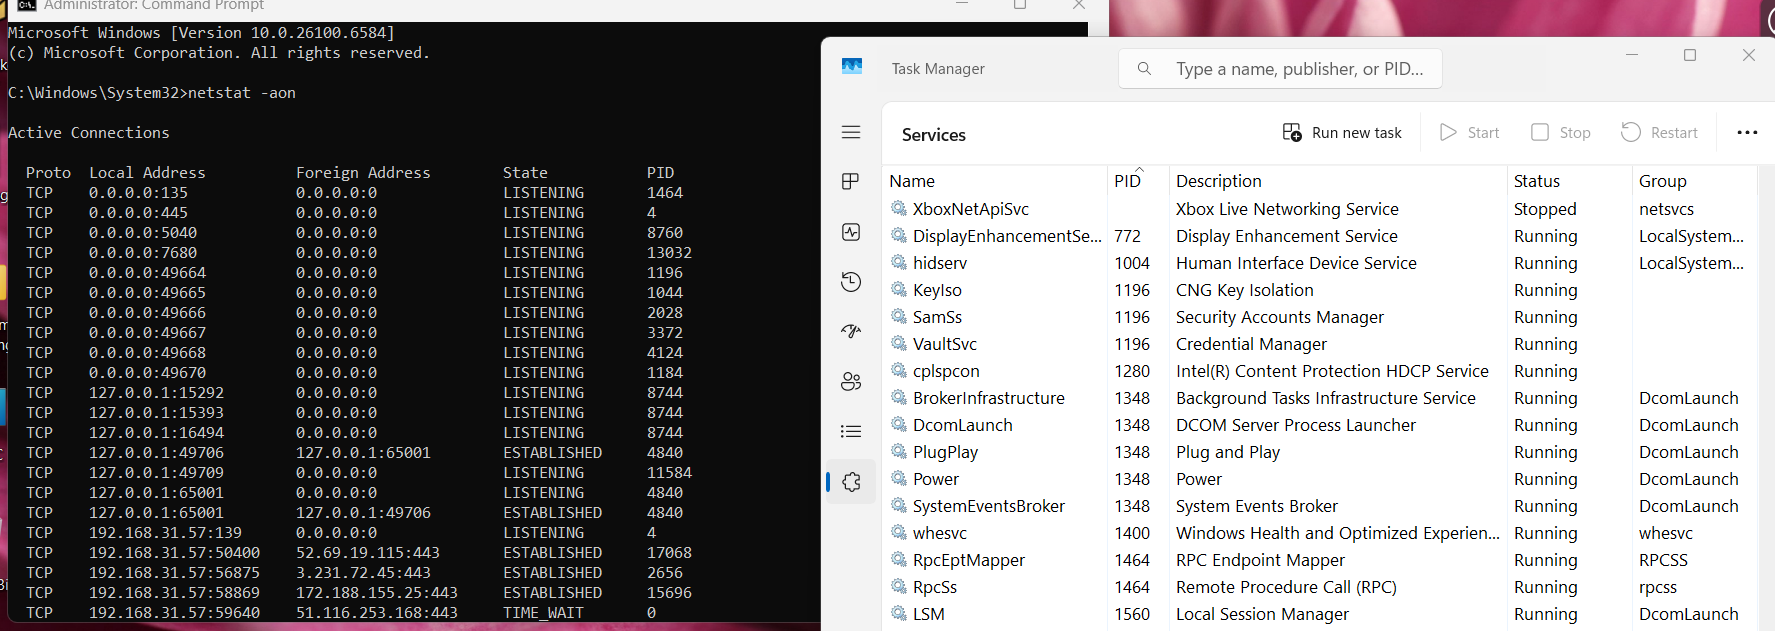 Administrator: Command Prompt
Microsoft Windows [Version 10.0.26100.6584]
(c) Microsoft Corporation. All rights reserved.
C:\Windows\System32>netstat -aon
Active Connections
Proto Local Address Foreign Address State PID
TCP 0.0.0.0:135 0.0.0.0:0 LISTENING 1464
TCP 0.0.0.0:445 0.0.0.0:0 LISTENING 4
TCP 0.0.0.0:5040 0.0.0.0:0 LISTENING 8760
TCP 0.0.0.0:7680 0.0.0.0:0 LISTENING 13032
TCP 0.0.0.0:49664 0.0.0.0:0 LISTENING 1196
TCP 0.0.0.0:49665 0.0.0.0:0 LISTENING 1044
TCP 0.0.0.0:49666 0.0.0.0:0 LISTENING 2028
TCP 0.0.0.0:49667 0.0.0.0:0 LISTENING 3372
TCP 0.0.0.0:49668 0.0.0.0:0 LISTENING 4124
TCP 0.0.0.0:49670 0.0.0.0:0 LISTENING 1184
TCP 127.0.0.1:15292 0.0.0.0:0 LISTENING 8744
TCP 127.0.0.1:15393 0.0.0.0:0 LISTENING 8744
TCP 127.0.0.1:16494 0.0.0.0:0 LISTENING 8744
TCP 127.0.0.1:49706 127.0.0.1:65001 ESTABLISHED 4840
TCP 127.0.0.1:49709 0.0.0.0:0 LISTENING 11584
TCP 127.0.0.1:65001 0.0.0.0:0 LISTENING 4840
TCP 127.0.0.1:65001 127.0.0.1:49706 ESTABLISHED 4840
TCP 192.168.31.57:139 0.0.0.0:0 LISTENING 4
TCP 192.168.31.57:50400 52.69.19.115:443 ESTABLISHED 17068
TCP 192.168.31.57:56875 3.231.72.45:443 ESTABLISHED 2656
TCP 192.168.31.57:58869 172.188.155.25:443 ESTABLISHED 15696
TCP 192.168.31.57:59640 51.116.253.168:443 TIME_WAIT 0
Task Manager
Type a name, publisher, or PID...
Services Run new task Start Stop Restart
Name PID Description Status Group
XboxNetApiSvc Xbox Live Networking Service Stopped netsvcs
DisplayEnhancementSe... 772 Display Enhancement Service Running LocalSystem...
hidserv 1004 Human Interface Device Service Running LocalSystem...
KeyIso 1196 CNG Key Isolation Running
SamSs 1196 Security Accounts Manager Running
VaultSvc 1196 Credential Manager Running
cplspcon 1280 Intel(R) Content Protection HDCP Service Running
BrokerInfrastructure 1348 Background Tasks Infrastructure Service Running DcomLaunch
DcomLaunch 1348 DCOM Server Process Launcher Running DcomLaunch
PlugPlay 1348 Plug and Play Running DcomLaunch
Power 1348 Power Running DcomLaunch
SystemEventsBroker 1348 System Events Broker Running DcomLaunch
whesvc 1400 Windows Health and Optimized Experien... Running whesvc
RpcEptMapper 1464 RPC Endpoint Mapper Running RPCSS
RpcSs 1464 Remote Procedure Call (RPC) Running rpcss
LSM 1560 Local Session Manager Running DcomLaunch